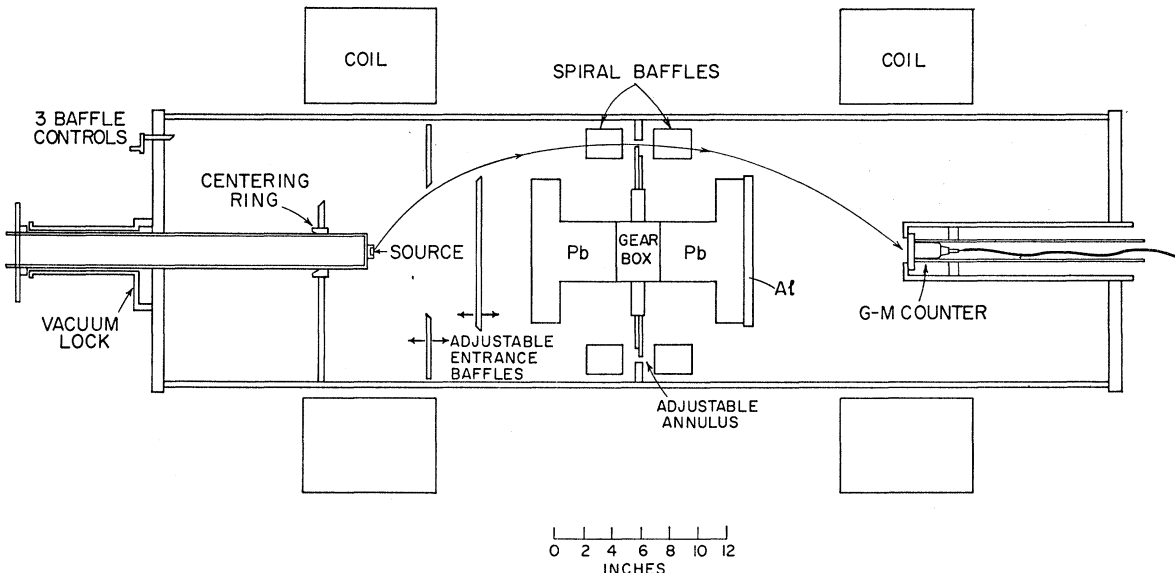 COIL
COIL
SPIRAL BAFFLES
3 BAFFLE
CONTROLS
CENTERING
RING
SOURCE
Pb
GEAR
BOX
Pb
Al
G-M COUNTER
VACUUM
LOCK
ADJUSTABLE
ENTRANCE
BAFFLES
ADJUSTABLE
ANNULUS
0 2 4 6 8 10 12
INCHES